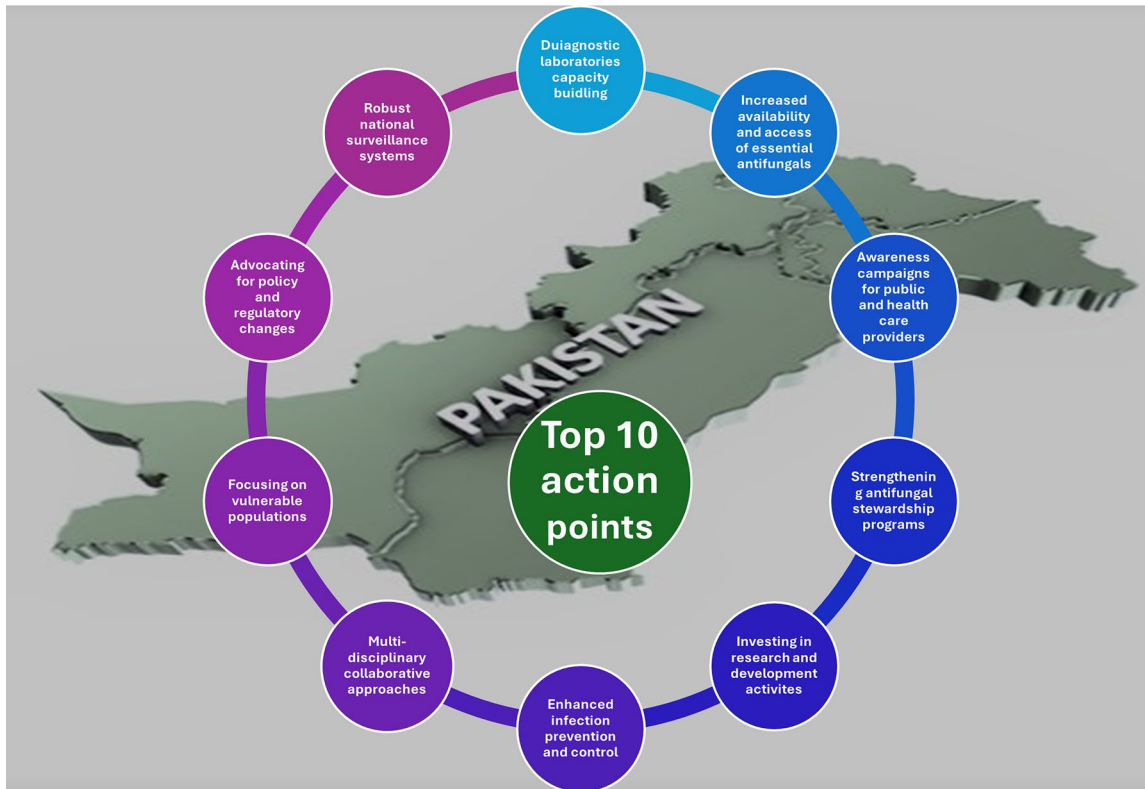 Duiagnostic
laboratories
capacity
buidling
Increased
availability
and access
of essential
antifungals
Awareness
campaigns
for public
and health
care
providers
Strengthenin
g antifungal
stewardship
programs
Investing in
research and
development
activites
Enhanced
infection
prevention
and control
Multi-
disciplinary
collaborative
approaches
Focusing on
vulnerable
populations
Advocating
for policy
and
regulatory
changes
Robust
national
surveillance
systems
PAKISTAN
Top 10
action
points